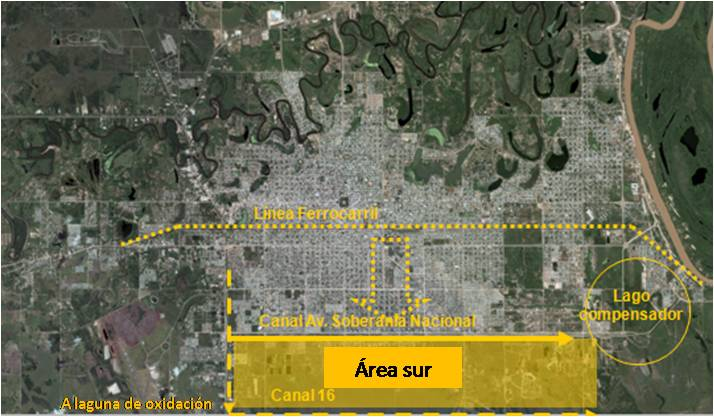 Línea Ferrocarril
Lago
compensador
Canal Av. Soberanía Nacional
Área sur
Canal 16
A laguna de oxidación